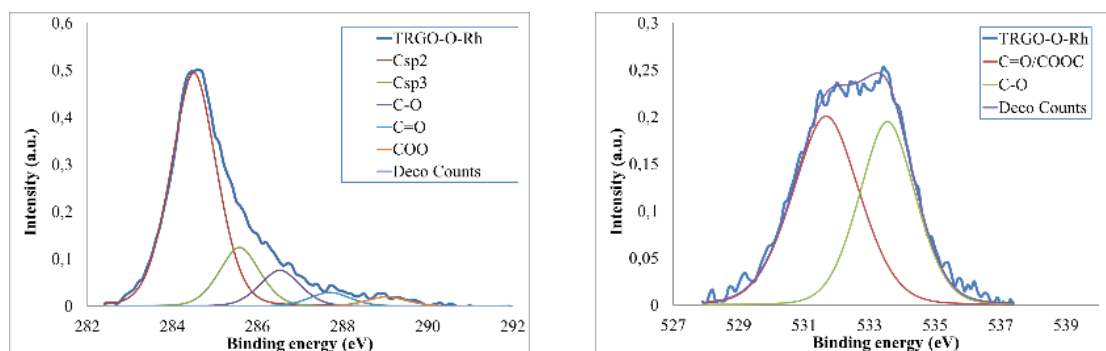 0,6
0,5
0,4
0,3
0,2
0,1
0
282 284 286 288 290 292
Intensity (a.u.)
Binding energy (eV)
TRGO-O-Rh
Csp2
Csp3
C-O
C=O
COO
Deco Counts
0,3
0,25
0,2
0,15
0,1
0,05
0
527 529 531 533 535 537 539
Intensity (a.u.)
Binding energy (eV)
TRGO-O-Rh
C=O/COOC
C-O
Deco Counts